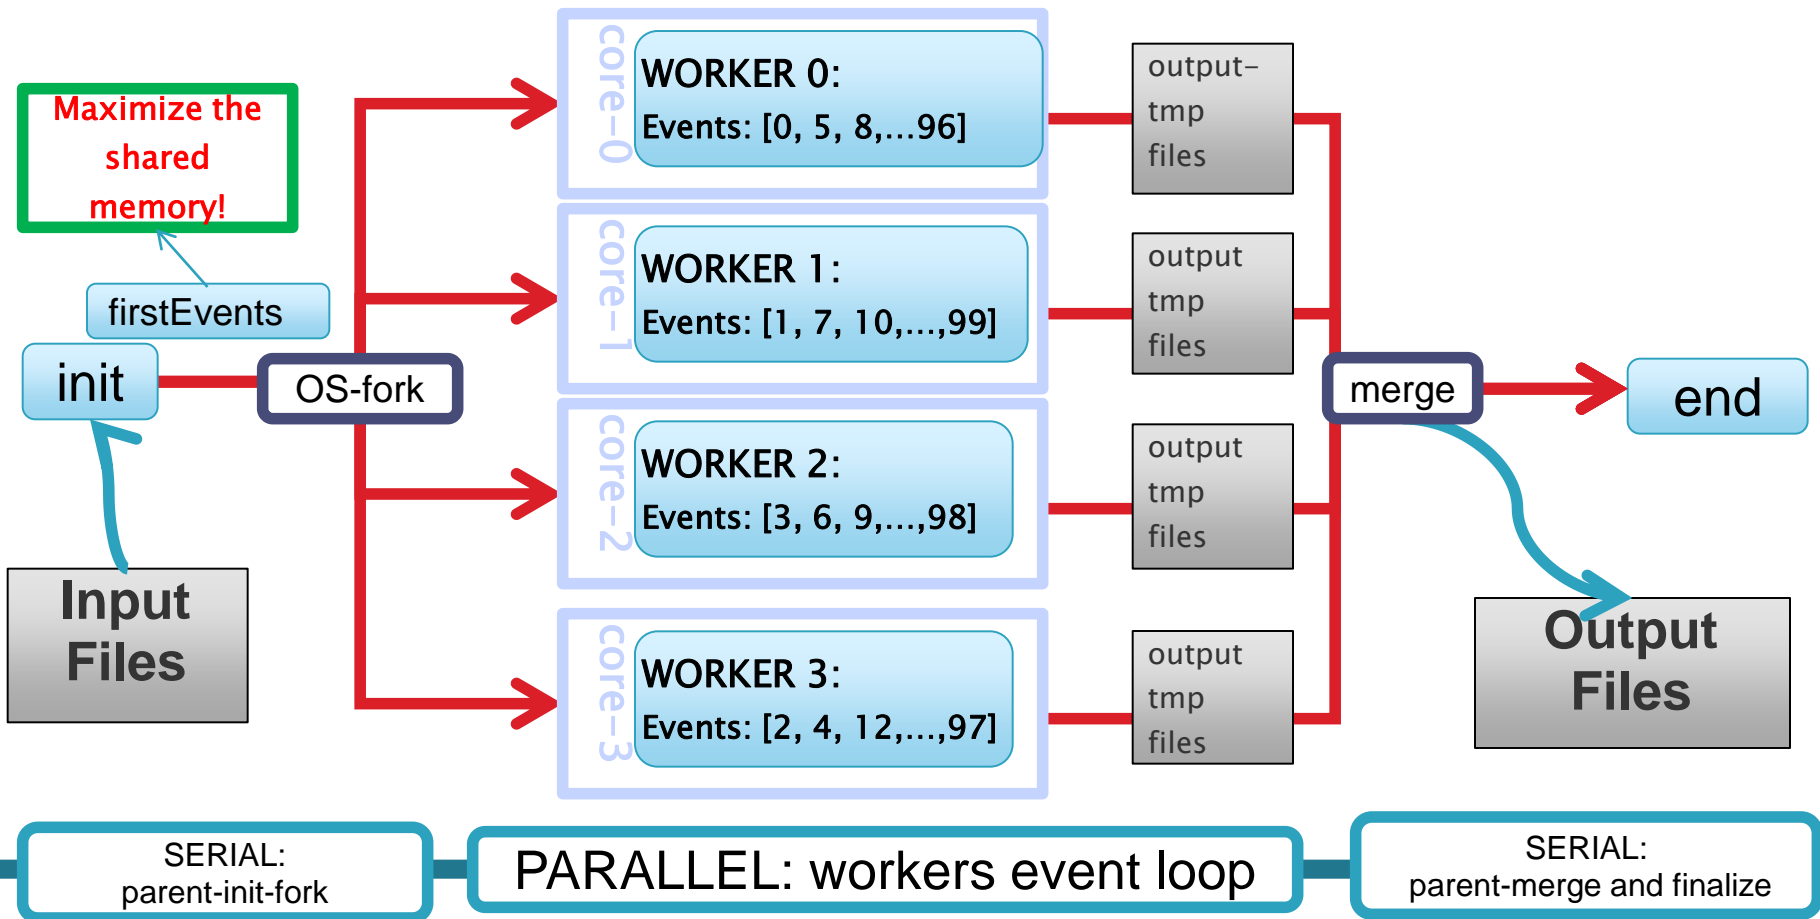 Maximize the
shared
memory!
firstEvents
init
OS-fork
Input
Files
core-0
WORKER 0:
Events: [0, 5, 8,...96]
core-1
WORKER 1:
Events: [1, 7, 10,...,99]
core-2
WORKER 2:
Events: [3, 6, 9,...,98]
core-3
WORKER 3:
Events: [2, 4, 12,...,97]
output-
tmp
files
output
tmp
files
output
tmp
files
output
tmp
files
merge
end
Output
Files
SERIAL:
parent-init-fork
PARALLEL: workers event loop
SERIAL:
parent-merge and finalize